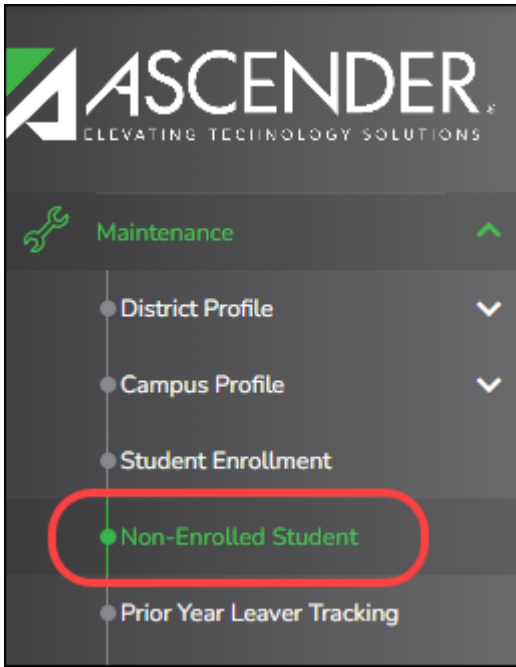 ASCENDER®
ELEVATING TECHNOLOGY SOLUTIONS
Maintenance
District Profile
Campus Profile
Student Enrollment
Non-Enrolled Student
Prior Year Leaver Tracking